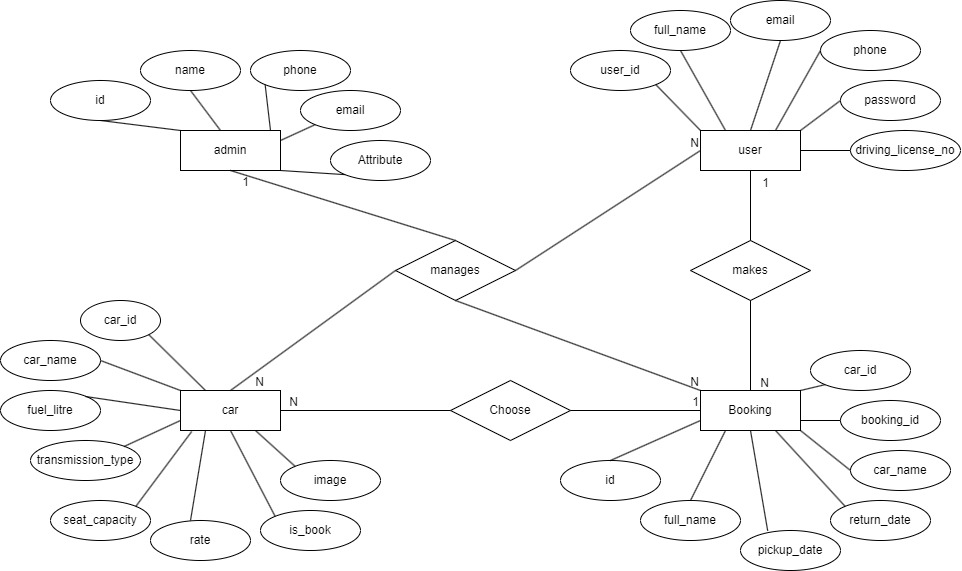 email
full_name
name
phone
phone
user_id
id
email
password
admin
Attribute
N
user
driving_license_no
1
1
manages
makes
car_id
car_name
car_id
N
N
N
fuel_litre
car
N
Choose
1
Booking
booking_id
transmission_type
image
id
car_name
seat_capacity
rate
is_book
full_name
return_date
pickup_date